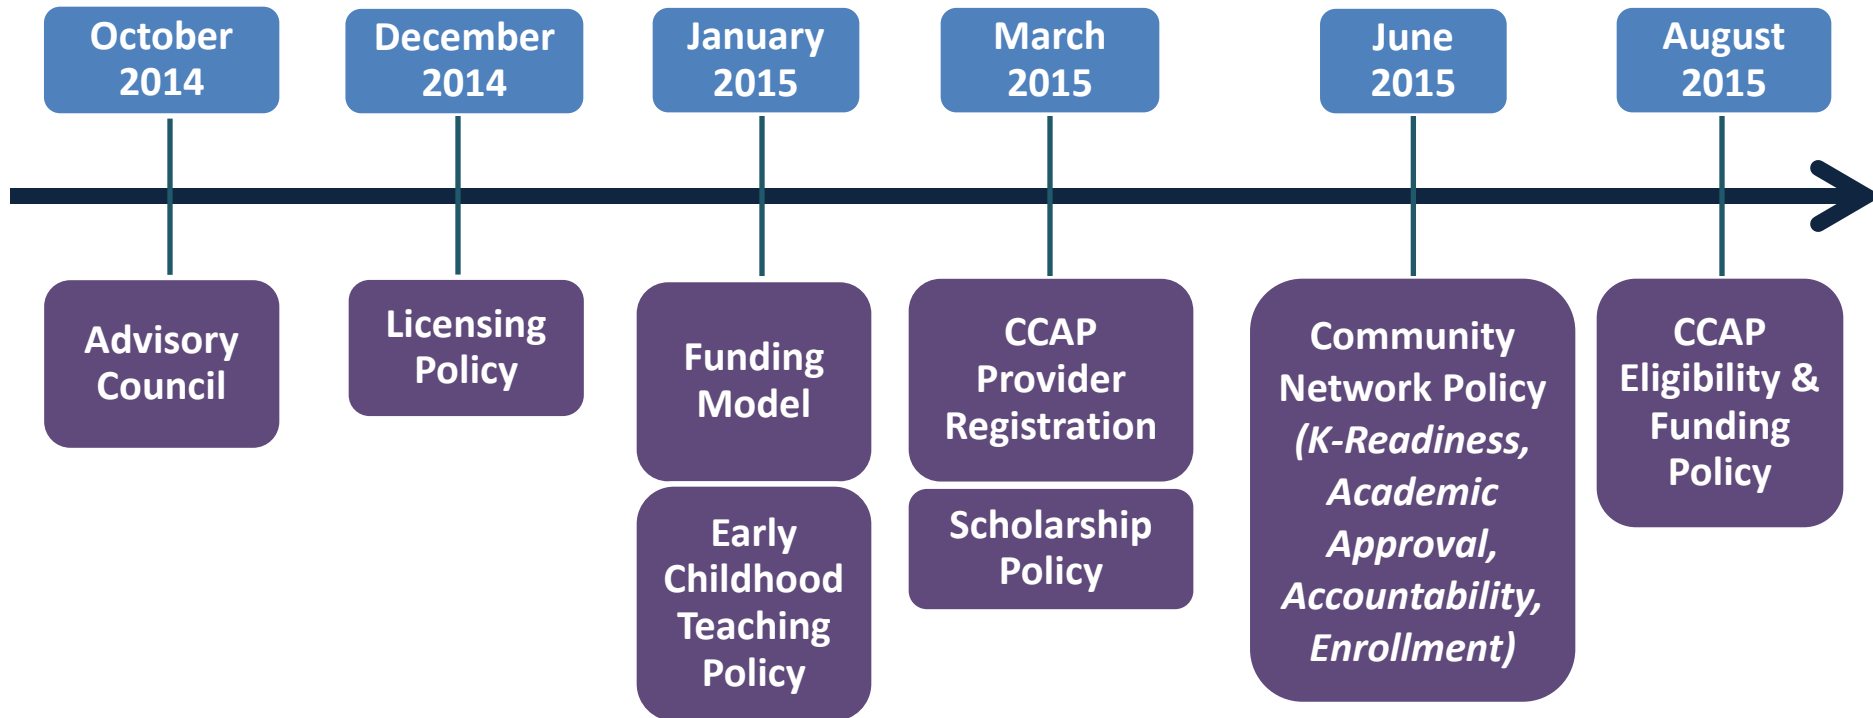 October
2014
December
2014
January
2015
March
2015
June
2015
August
2015
Advisory
Council
Licensing
Policy
Funding
Model
Early
Childhood
Teaching
Policy
CCAP
Provider
Registration
Scholarship
Policy
Community
Network Policy
(K-Readiness,
Academic
Approval,
Accountability,
Enrollment)
CCAP
Eligibility &
Funding
Policy